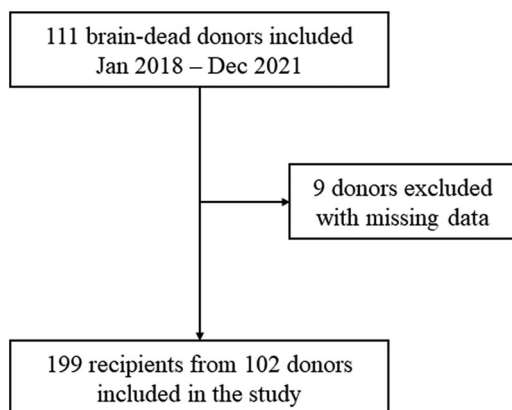 111 brain-dead donors included
Jan 2018 – Dec 2021
9 donors excluded
with missing data
199 recipients from 102 donors
included in the study